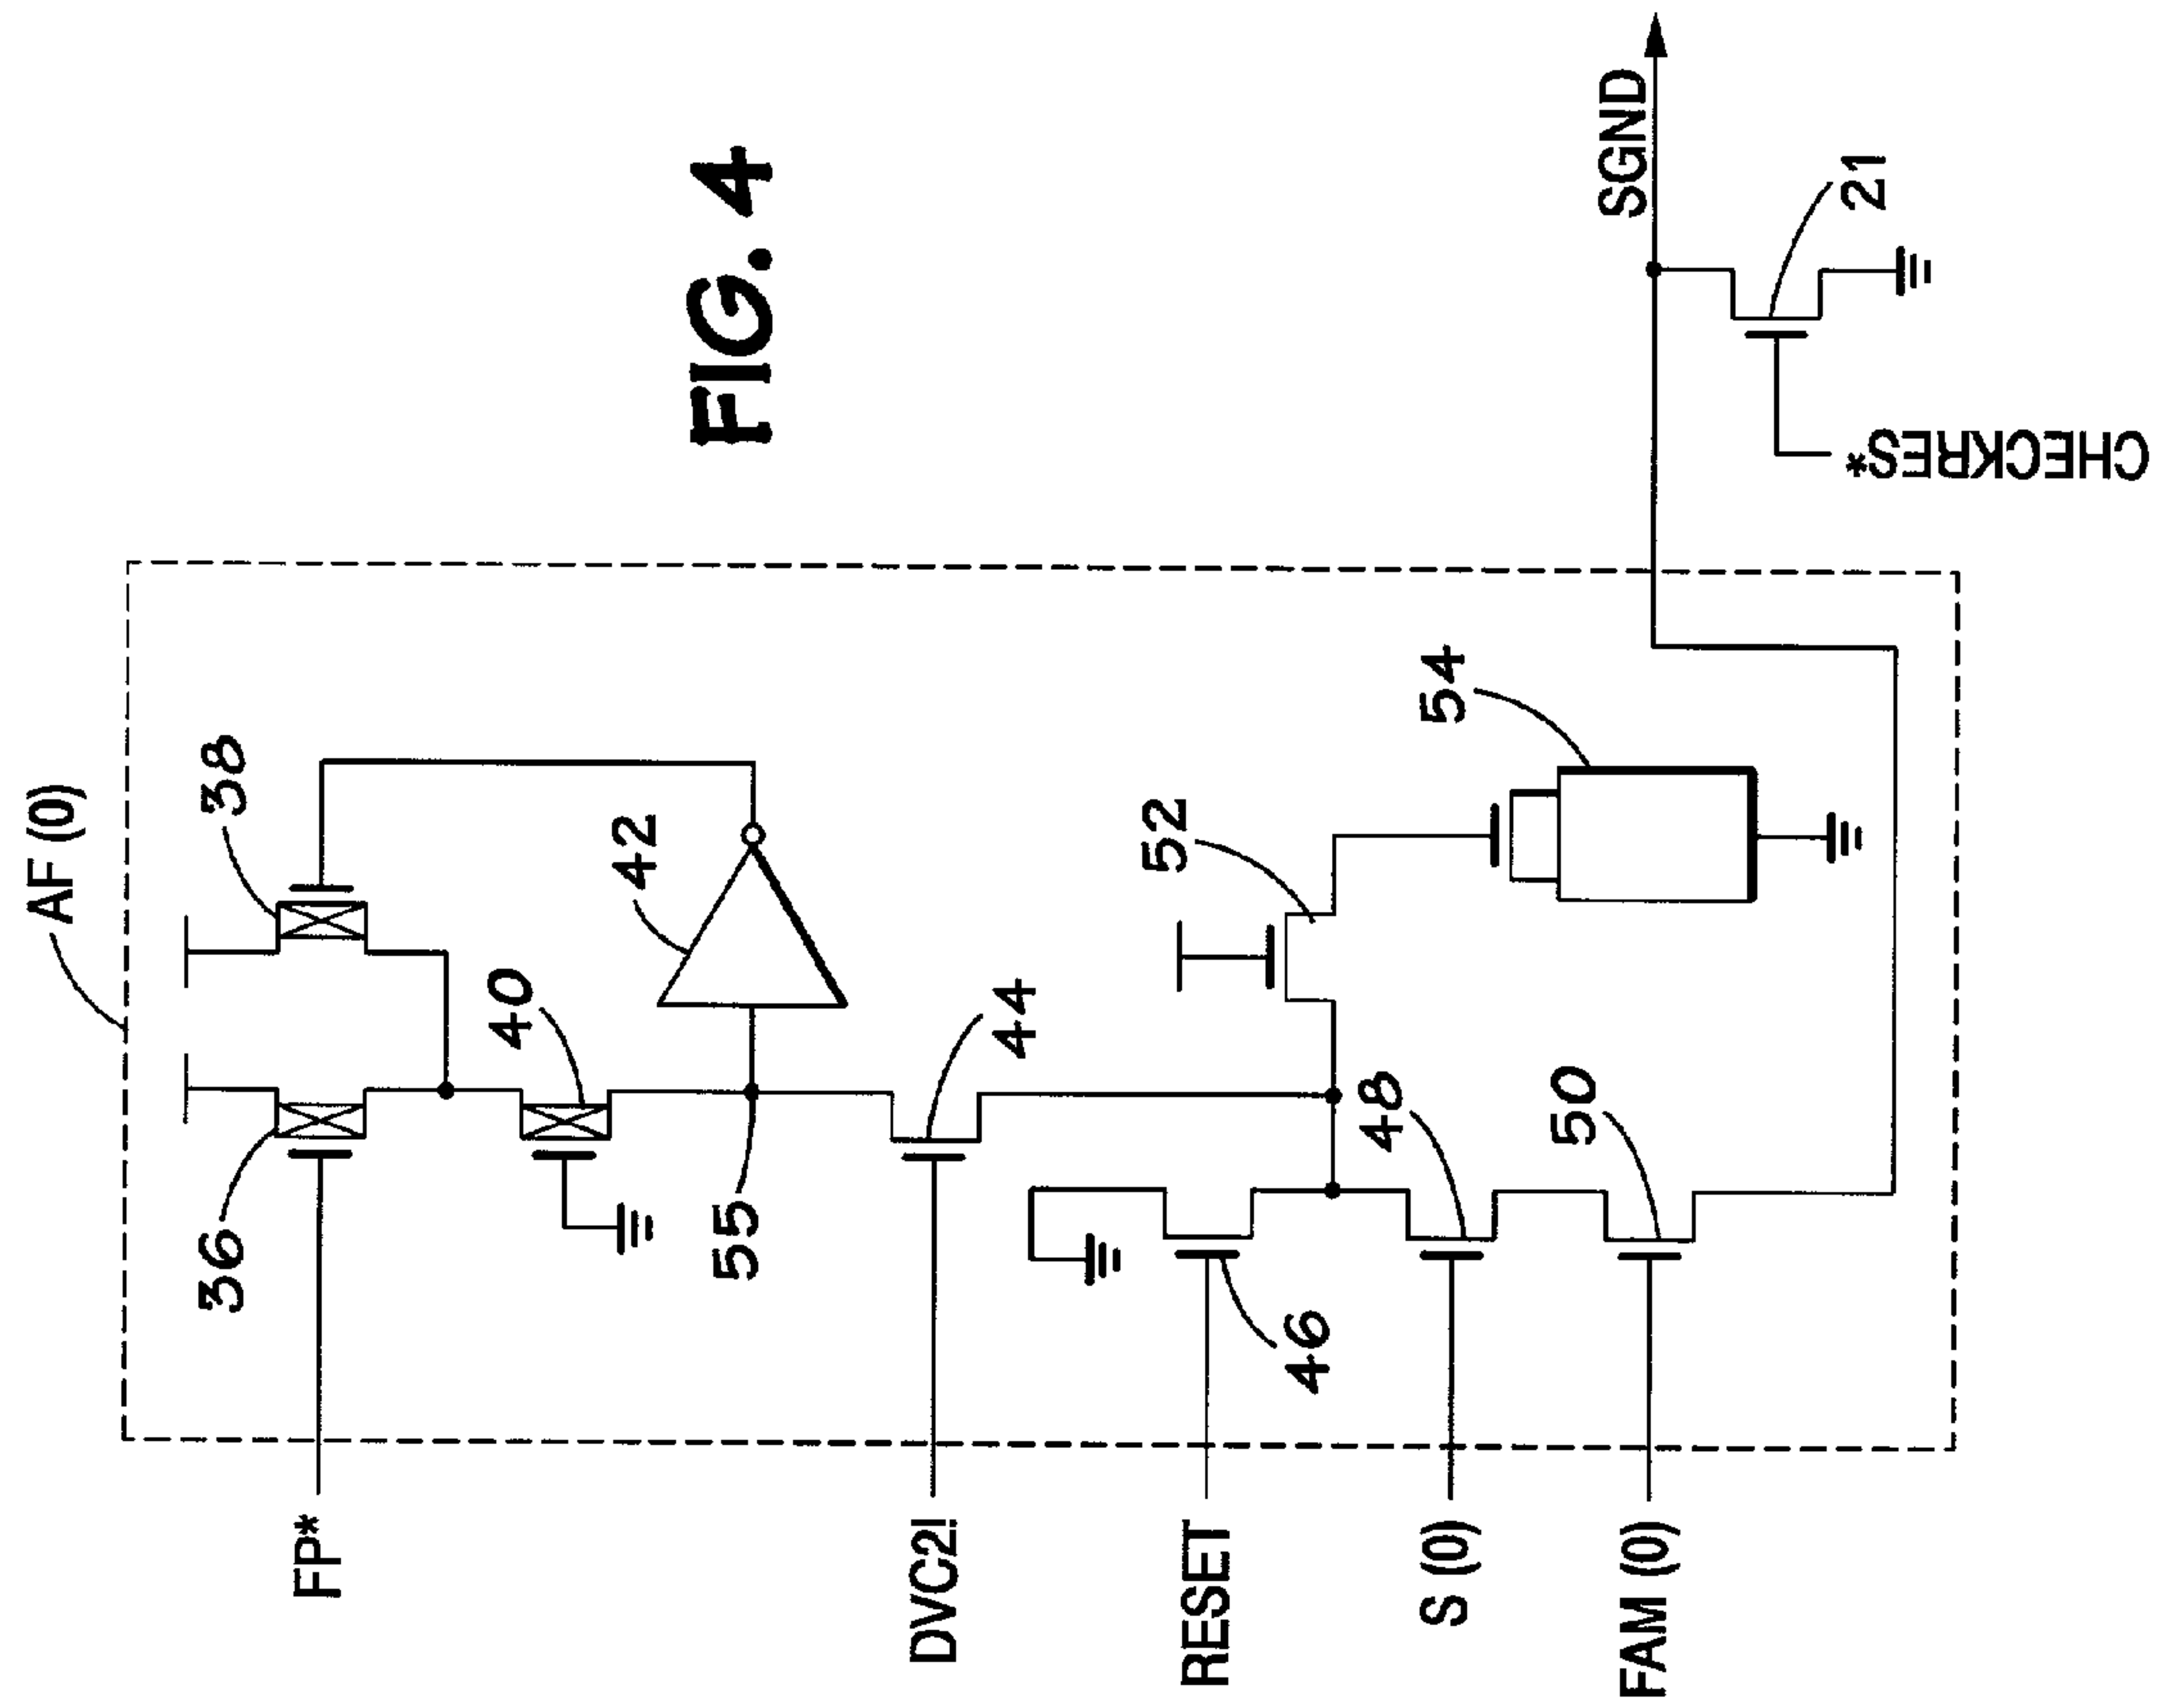 FIG. 4
AF (0)
38
36
40
42
FP*
55
44
DVC2!
52
46
RESET
48
54
S (0)
50
FAM (0)
SGND
21
CHECKRES*